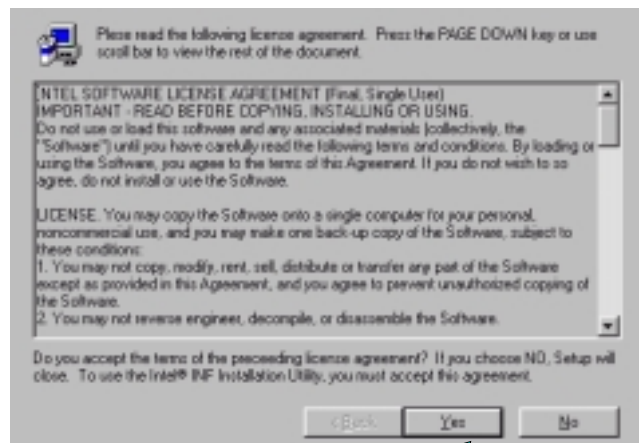 Please read the following license agreement. Press the PAGE DOWN key or use
scroll bar to view the rest of the document.
INTEL SOFTWARE LICENSE AGREEMENT (Final, Single User)
IMPORTANT - READ BEFORE COPYING, INSTALLING OR USING.
Do not use or load this software and any associated materials (collectively, the
"Software") until you have carefully read the following terms and conditions. By loading or
using the Software, you agree to the terms of this Agreement. If you do not wish to so
agree, do not install or use the Software.
LICENSE. You may copy the Software onto a single computer for your personal,
noncommercial use, and you may make one back-up copy of the Software, subject to
these conditions:
1. You may not copy, modify, rent, sell, distribute or transfer any part of the Software
except as provided in this Agreement, and you agree to prevent unauthorized copying of
the Software.
2. You may not reverse engineer, decompile, or disassemble the Software.
Do you accept the terms of the preceeding license agreement? If you choose NO, Setup will
close. To use the Intel® INF Installation Utility, you must accept this agreement.
< Back
Yes
No